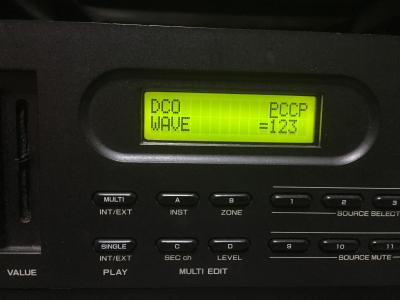 DCO PCCP
WAVE =123
MULTI A B 1 2 3
INT/EXT INST ZONE SOURCE SELECT
SINGLE C D 9 10 11
INT/EXT SEC ch LEVEL SOURCE MUTE
VALUE PLAY MULTI EDIT